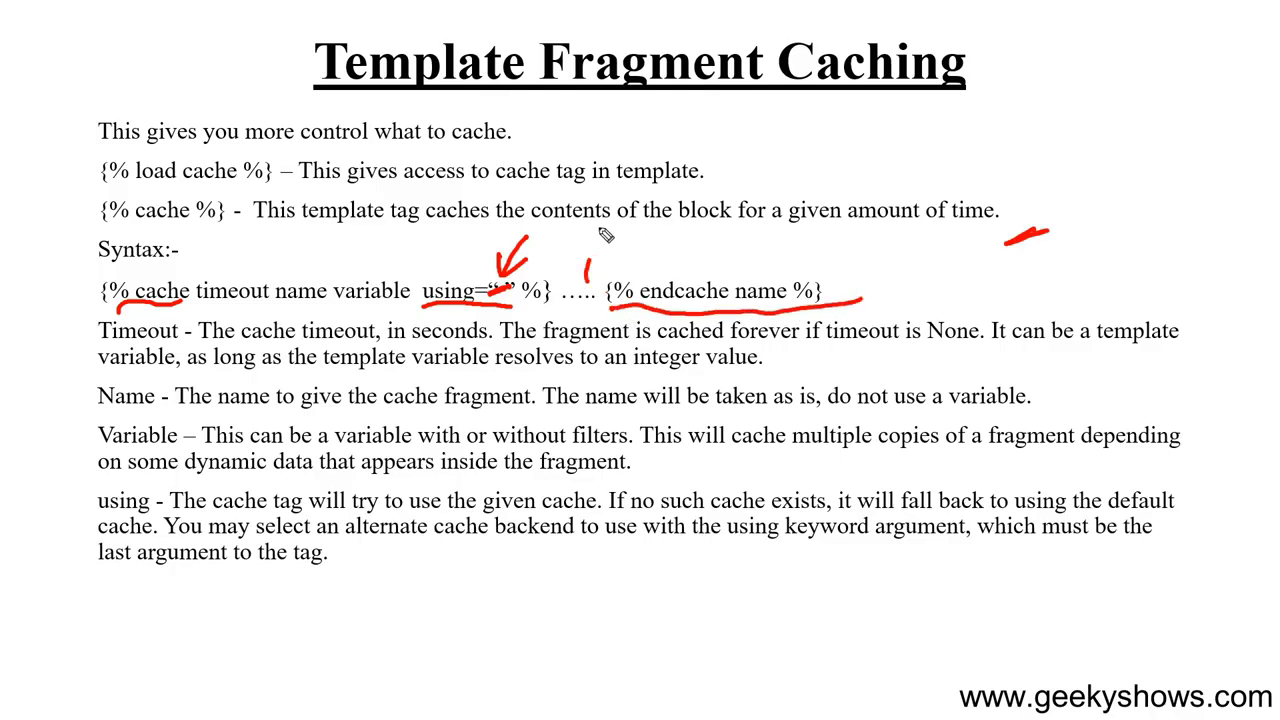 Template Fragment Caching
This gives you more control what to cache.
{% load cache %} – This gives access to cache tag in template.
{% cache %} - This template tag caches the contents of the block for a given amount of time.
Syntax:-
{% cache timeout name variable using=“ ” %} ….. {% endcache name %}
Timeout - The cache timeout, in seconds. The fragment is cached forever if timeout is None. It can be a template
variable, as long as the template variable resolves to an integer value.
Name - The name to give the cache fragment. The name will be taken as is, do not use a variable.
Variable – This can be a variable with or without filters. This will cache multiple copies of a fragment depending
on some dynamic data that appears inside the fragment.
using - The cache tag will try to use the given cache. If no such cache exists, it will fall back to using the default
cache. You may select an alternate cache backend to use with the using keyword argument, which must be the
last argument to the tag.
www.geekyshows.com